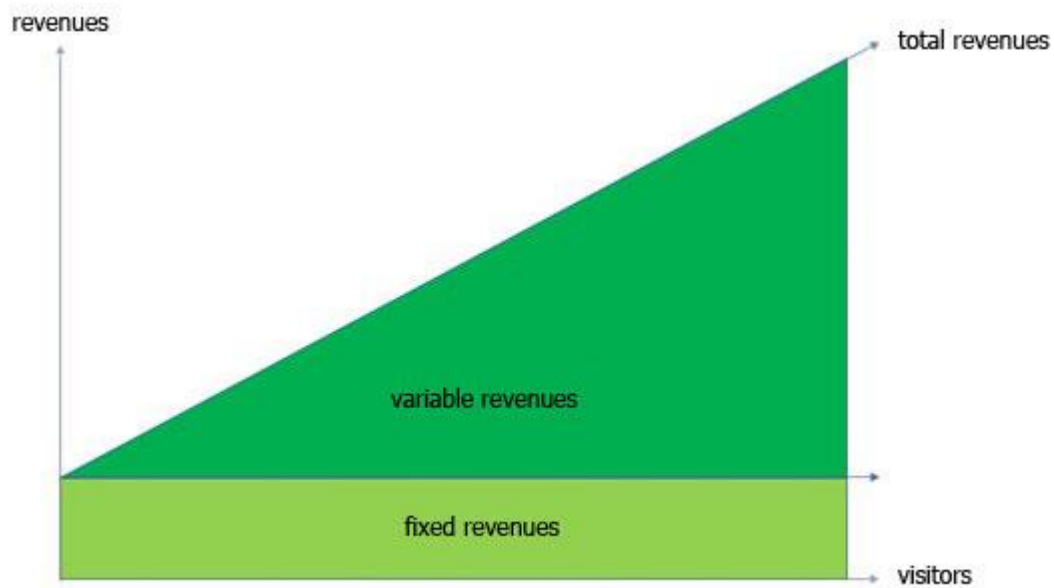 revenues
total revenues
variable revenues
fixed revenues
visitors